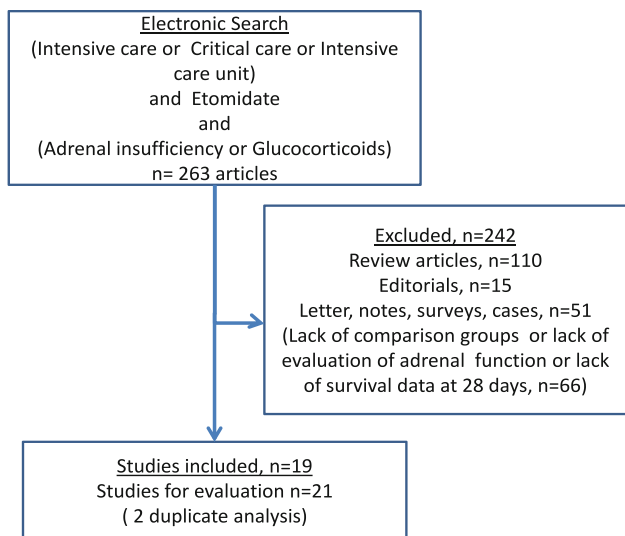 Electronic Search
(Intensive care or  Critical care or Intensive
care unit)
and  Etomidate
and
(Adrenal insufficiency or Glucocorticoids)
n= 263 articles
Excluded, n=242
Review articles, n=110
Editorials, n=15
Letter, notes, surveys, cases, n=51
(Lack of comparison groups  or lack of
evaluation of adrenal  function or lack
of survival data at 28 days, n=66)
Studies included, n=19
Studies for evaluation n=21
( 2 duplicate analysis)